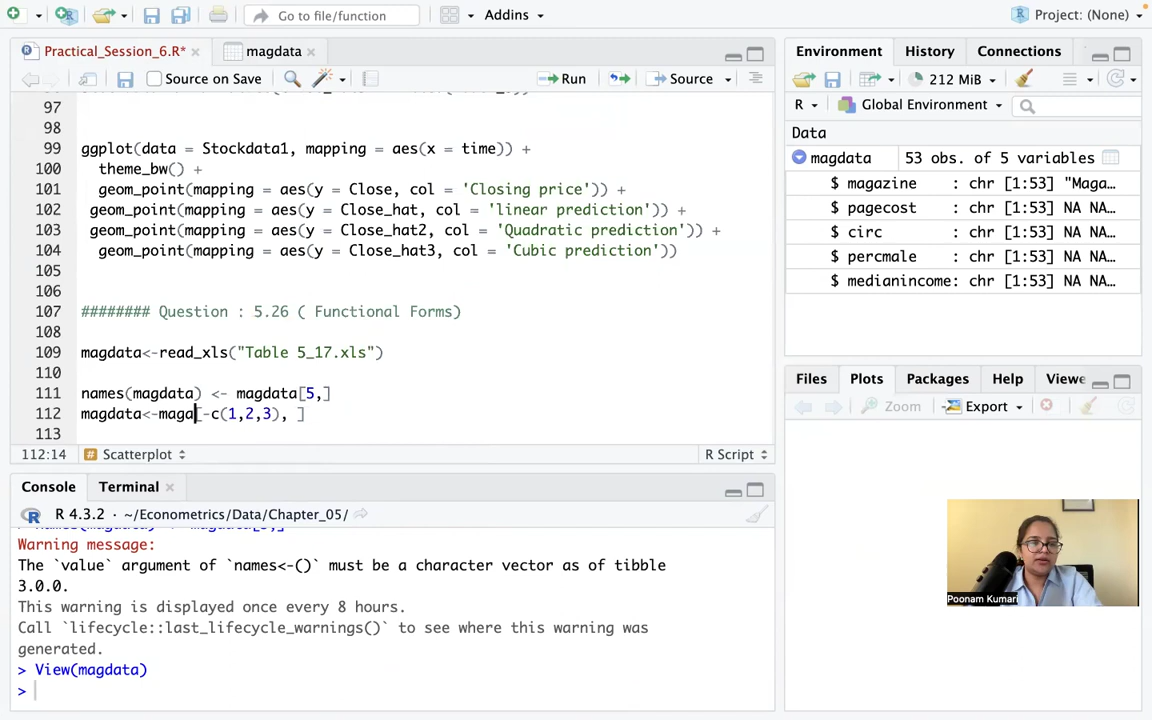 Go to file/function
Addins
Project: (None)
Practical_Session_6.R*
magdata
Source on Save
Run
Source
97
98
99 ggplot(data = Stockdata1, mapping = aes(x = time)) +
100 theme_bw() +
101 geom_point(mapping = aes(y = Close, col = 'Closing price')) +
102 geom_point(mapping = aes(y = Close_hat, col = 'linear prediction')) +
103 geom_point(mapping = aes(y = Close_hat2, col = 'Quadratic prediction')) +
104 geom_point(mapping = aes(y = Close_hat3, col = 'Cubic prediction'))
105
106
107 ######## Question : 5.26 ( Functional Forms)
108
109 magdata<-read_xls("Table 5_17.xls")
110
111 names(magdata) <- magdata[5,]
112 magdata<-maga[-c(1,2,3), ]
113
112:14 # Scatterplot R Script
Console Terminal
R 4.3.2 · ~/Econometrics/Data/Chapter_05/
Warning message:
The `value` argument of `names<-()` must be a character vector as of tibble
3.0.0.
This warning is displayed once every 8 hours.
Call `lifecycle::last_lifecycle_warnings()` to see where this warning was
generated.
> View(magdata)
>
Environment History Connections
212 MiB
R Global Environment
Data
magdata 53 obs. of 5 variables
$ magazine : chr [1:53] "Maga…
$ pagecost : chr [1:53] NA NA…
$ circ : chr [1:53] NA NA…
$ percmale : chr [1:53] NA NA…
$ medianincome: chr [1:53] NA NA…
Files Plots Packages Help Viewe
Zoom Export
Poonam Kumari